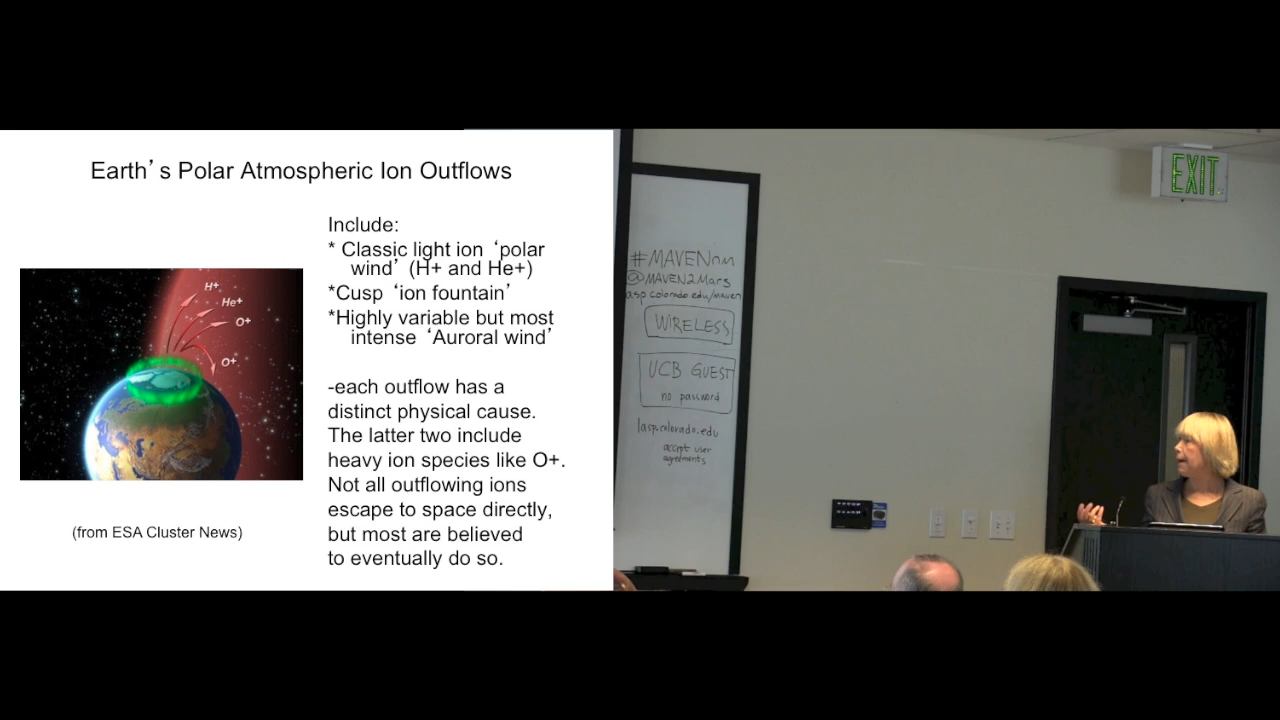 Earth’s Polar Atmospheric Ion Outflows
Include:
* Classic light ion ‘polar
wind’ (H+ and He+)
*Cusp ‘ion fountain’
*Highly variable but most
intense ‘Auroral wind’
-each outflow has a
distinct physical cause.
The latter two include
heavy ion species like O+.
Not all outflowing ions
escape to space directly,
but most are believed
to eventually do so.
H+
He+
O+
O+
(from ESA Cluster News)
#MAVEN
@MAVEN2Mars
lasp.colorado.edu/maven
WIRELESS
UCB GUEST
no password
lasp.colorado.edu
accept user
agreements
EXIT